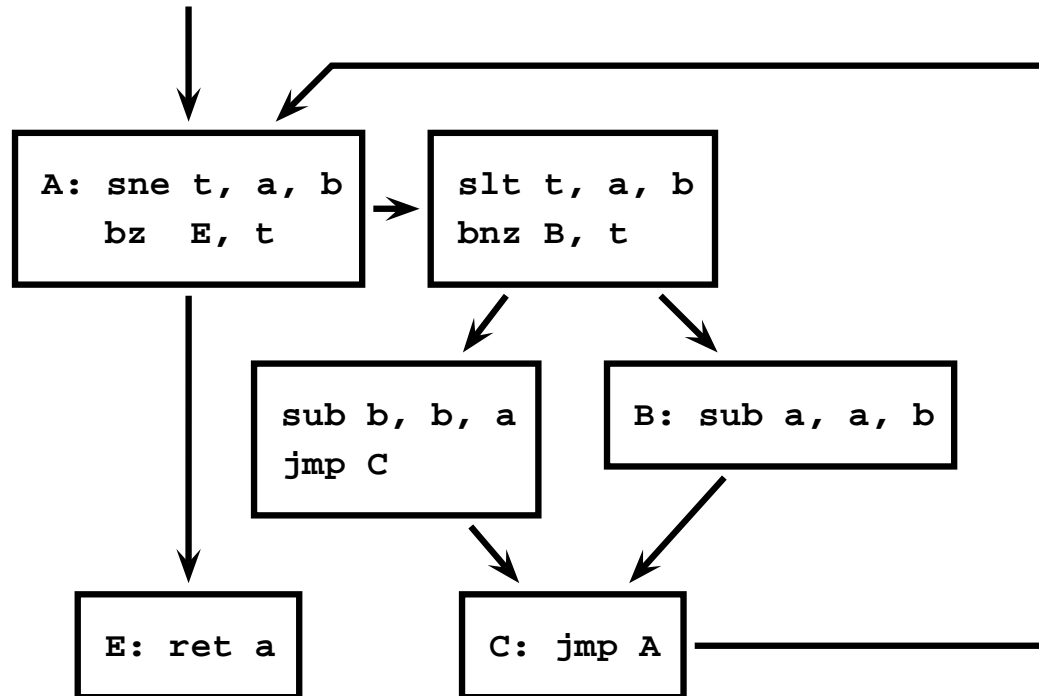 A: sne t, a, b
bz E, t
slt t, a, b
bnz B, t
sub b, b, a
jmp C
B: sub a, a, b
E: ret a
C: jmp A